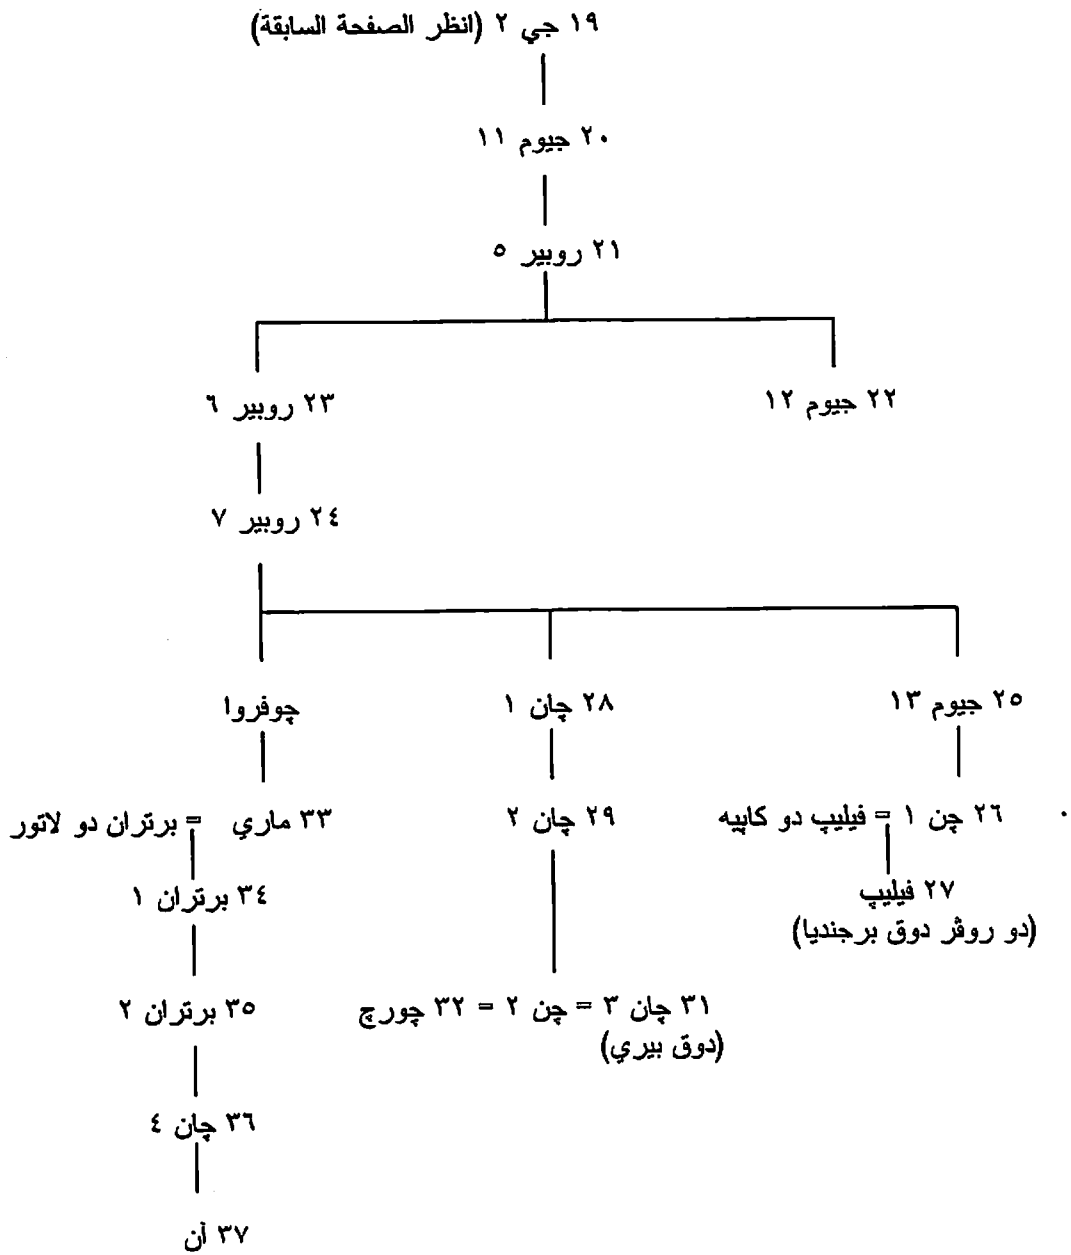 ١٩ جي ٢ (انظر الصفحة السابقة)
٢٠ جيوم ١١
٢١ روبير ٥
٢٢ جيوم ١٢
٢٣ روبير ٦
٢٤ روبير ٧
٢٥ جيوم ١٣
٢٨ چان ١
چوفروا
٢٦ چن ١ = فيليپ دو كاپيه
٢٩ چان ٢
٣٣ ماري = برتران دو لاتور
٢٧ فيليپ
(دو روڤر دوق برجنديا)
٣٤ برتران ١
٣١ چان ٣ = چن ٢ = ٣٢ چورچ
(دوق بيري)
٣٥ برتران ٢
٣٦ چان ٤
٣٧ آن